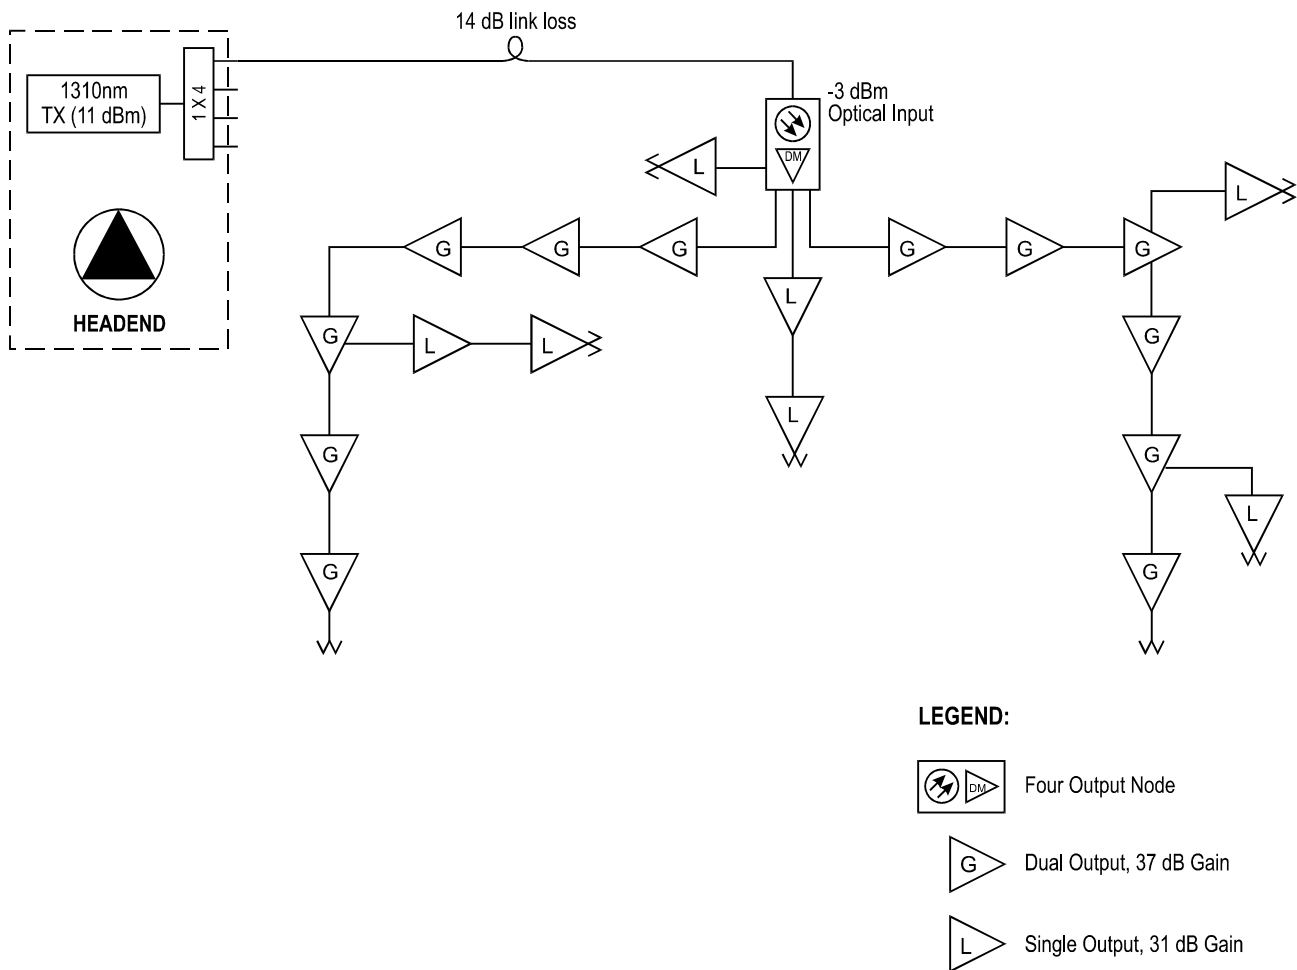 14 dB link loss
1310nm
TX (11 dBm)
1 X 4
-3 dBm
Optical Input
DM
L
L
G
G
G
G
G
G
L
HEADEND
G
L
L
G
G
L
G
G
L
G
G
LEGEND:
DM
Four Output Node
G
Dual Output, 37 dB Gain
L
Single Output, 31 dB Gain